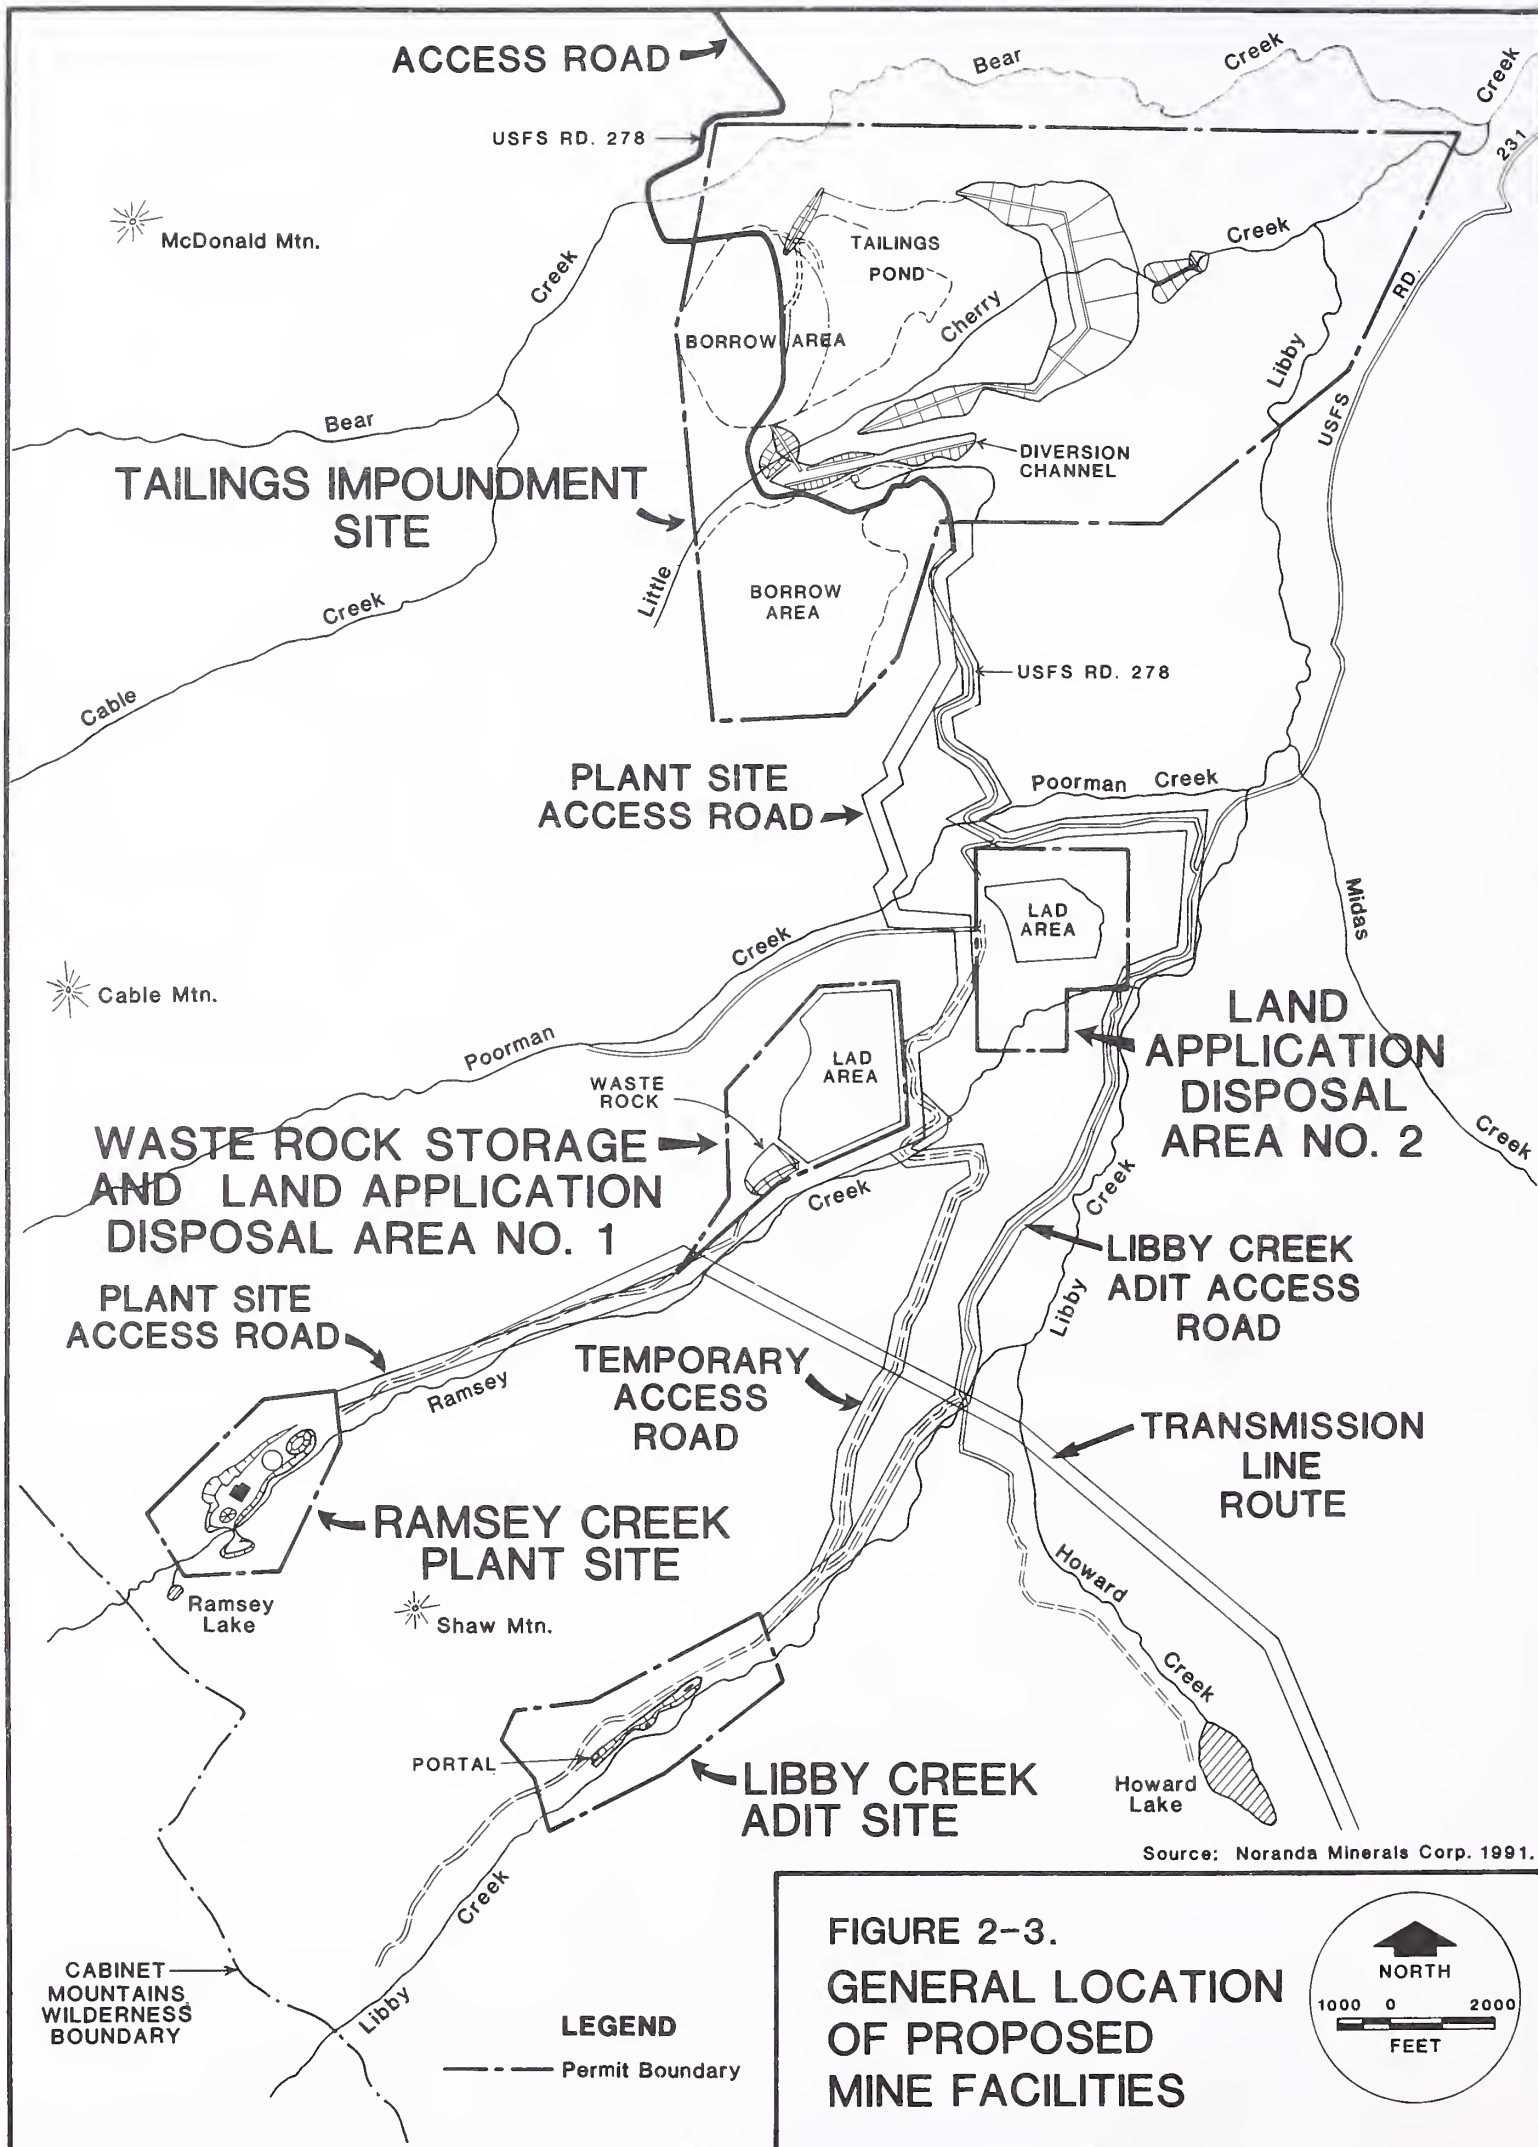 ACCESS ROAD
Bear
Creek
Creek
USFS RD. 278
231
McDonald Mtn.
Creek
TAILINGS
POND
Creek
Cherry
RD.
BORROW AREA
Libby
USFS
Bear
DIVERSION
CHANNEL
TAILINGS IMPOUNDMENT
SITE
Little
BORROW
AREA
Creek
Cable
USFS RD. 278
PLANT SITE
ACCESS ROAD
Poorman Creek
Midas
LAD
AREA
Creek
Cable Mtn.
LAND
APPLICATION
DISPOSAL
AREA NO. 2
Poorman
LAD
AREA
WASTE
ROCK
Creek
WASTE ROCK STORAGE
AND LAND APPLICATION
DISPOSAL AREA NO. 1
Creek
Creek
LIBBY CREEK
ADIT ACCESS
ROAD
Libby
PLANT SITE
ACCESS ROAD
Ramsey
TEMPORARY
ACCESS
ROAD
TRANSMISSION
LINE
ROUTE
RAMSEY CREEK
PLANT SITE
Howard
Ramsey
Lake
Shaw Mtn.
Creek
PORTAL
LIBBY CREEK
ADIT SITE
Howard
Lake
Source: Noranda Minerals Corp. 1991.
Creek
Libby
CABINET
MOUNTAINS
WILDERNESS
BOUNDARY
LEGEND
Permit Boundary
FIGURE 2-3.
GENERAL LOCATION
OF PROPOSED
MINE FACILITIES
NORTH
1000 0 2000
FEET